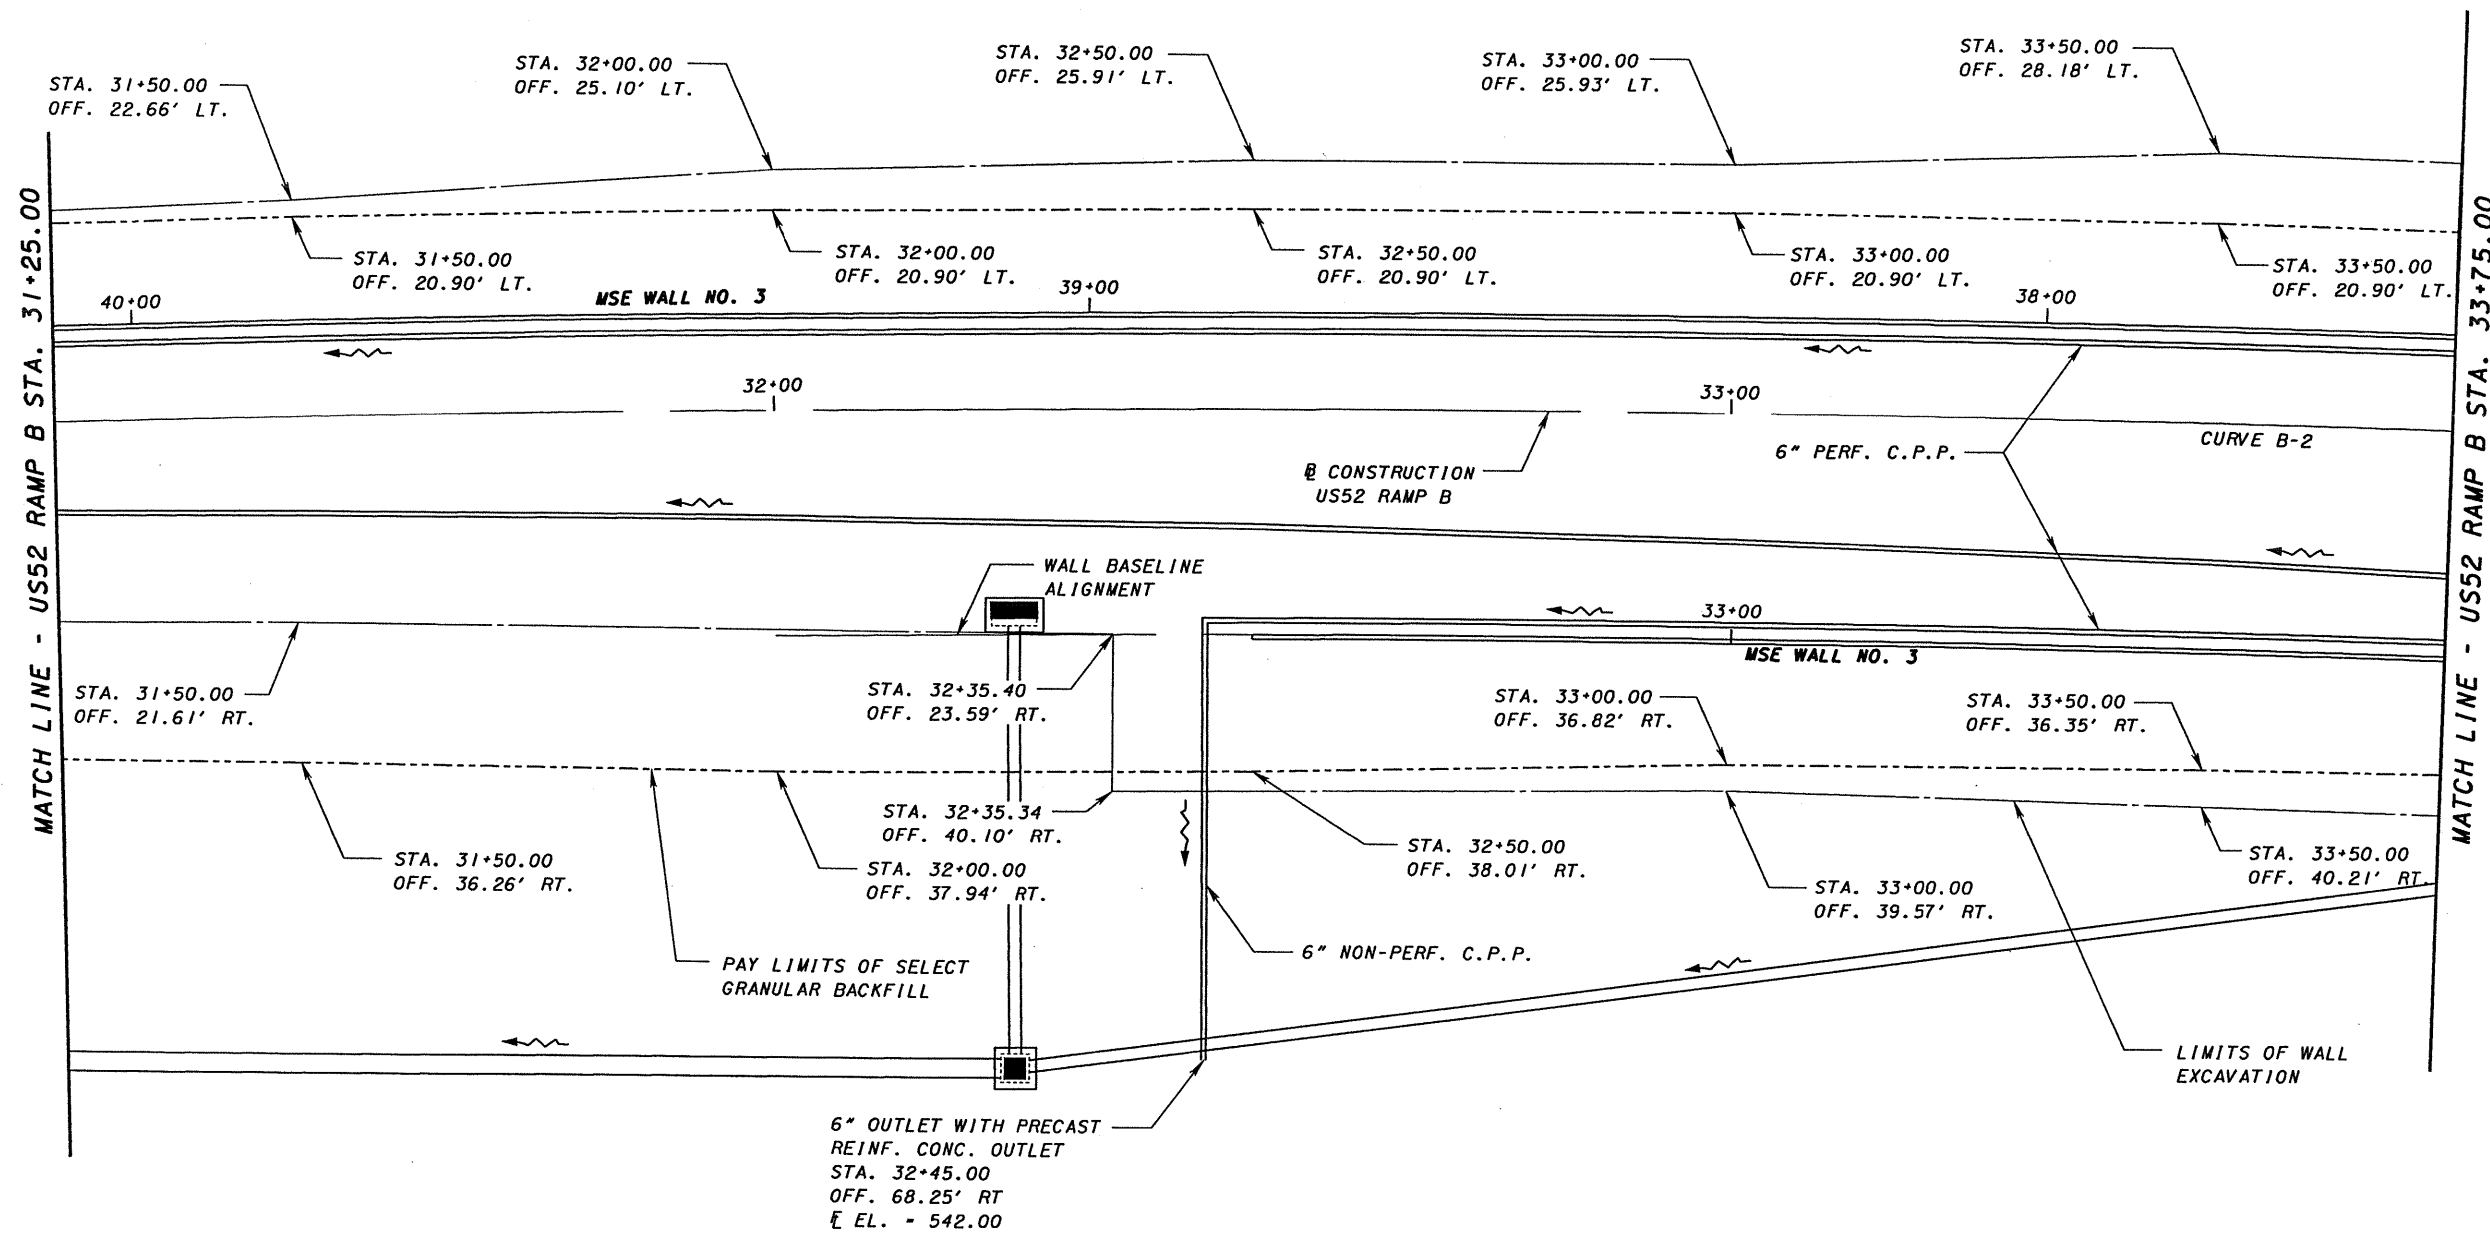 STA. 31+50.00
OFF. 22.66' LT.
STA. 32+00.00
OFF. 25.10' LT.
STA. 32+50.00
OFF. 25.91' LT.
STA. 33+00.00
OFF. 25.93' LT.
STA. 33+50.00
OFF. 28.18' LT.
MATCH LINE - US52 RAMP B STA. 31+25.00
MATCH LINE - US52 RAMP B STA. 33+75.00
STA. 31+50.00
OFF. 20.90' LT.
STA. 32+00.00
OFF. 20.90' LT.
STA. 32+50.00
OFF. 20.90' LT.
STA. 33+00.00
OFF. 20.90' LT.
STA. 33+50.00
OFF. 20.90' LT.
40+00
MSE WALL NO. 3
39+00
38+00
32+00
33+00
CURVE B-2
6" PERF. C.P.P.
℄ CONSTRUCTION
US52 RAMP B
WALL BASELINE
ALIGNMENT
33+00
MSE WALL NO. 3
STA. 31+50.00
OFF. 21.61' RT.
STA. 32+35.40
OFF. 23.59' RT.
STA. 33+00.00
OFF. 36.82' RT.
STA. 33+50.00
OFF. 36.35' RT.
STA. 32+35.34
OFF. 40.10' RT.
STA. 31+50.00
OFF. 36.26' RT.
STA. 32+00.00
OFF. 37.94' RT.
STA. 32+50.00
OFF. 38.01' RT.
STA. 33+00.00
OFF. 39.57' RT.
STA. 33+50.00
OFF. 40.21' RT.
PAY LIMITS OF SELECT
GRANULAR BACKFILL
6" NON-PERF. C.P.P.
LIMITS OF WALL
EXCAVATION
6" OUTLET WITH PRECAST
REINF. CONC. OUTLET
STA. 32+45.00
OFF. 68.25' RT
EL. = 542.00